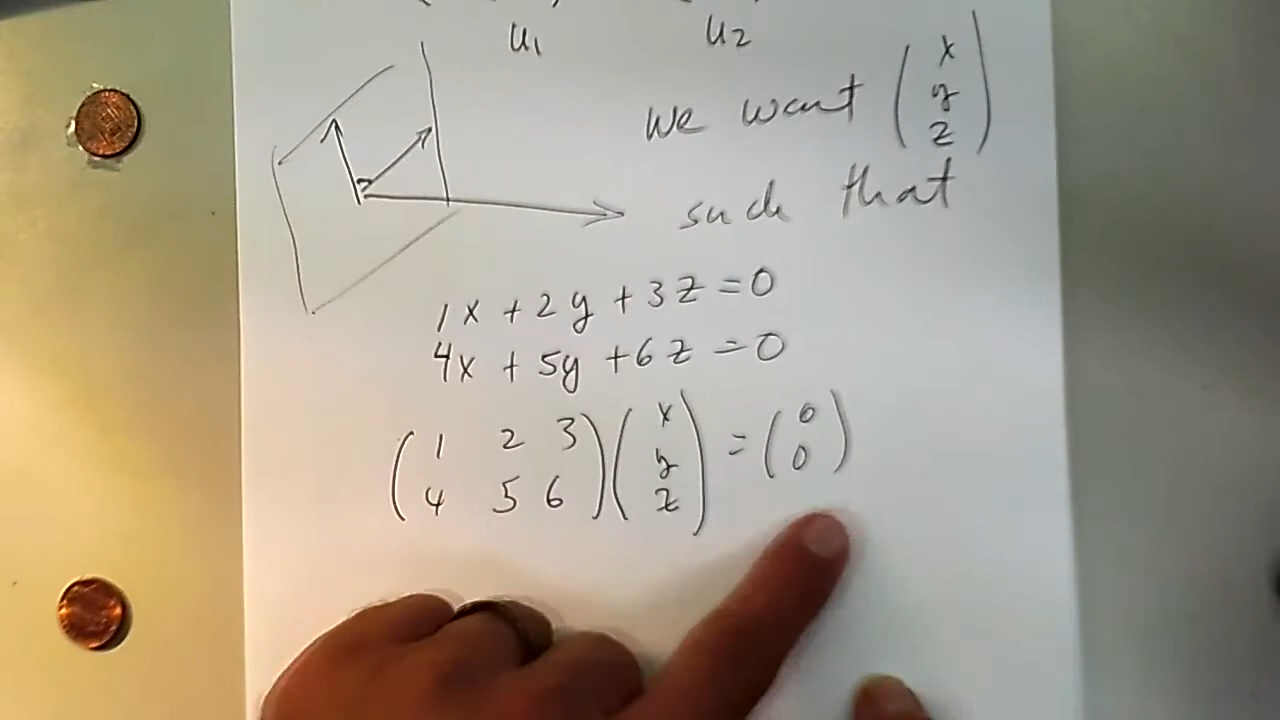 u₁ u₂
we want (x y z)
such that
1x + 2y + 3z = 0
4x + 5y + 6z = 0
(1 2 3
4 5 6)(x y z) = (0 0)